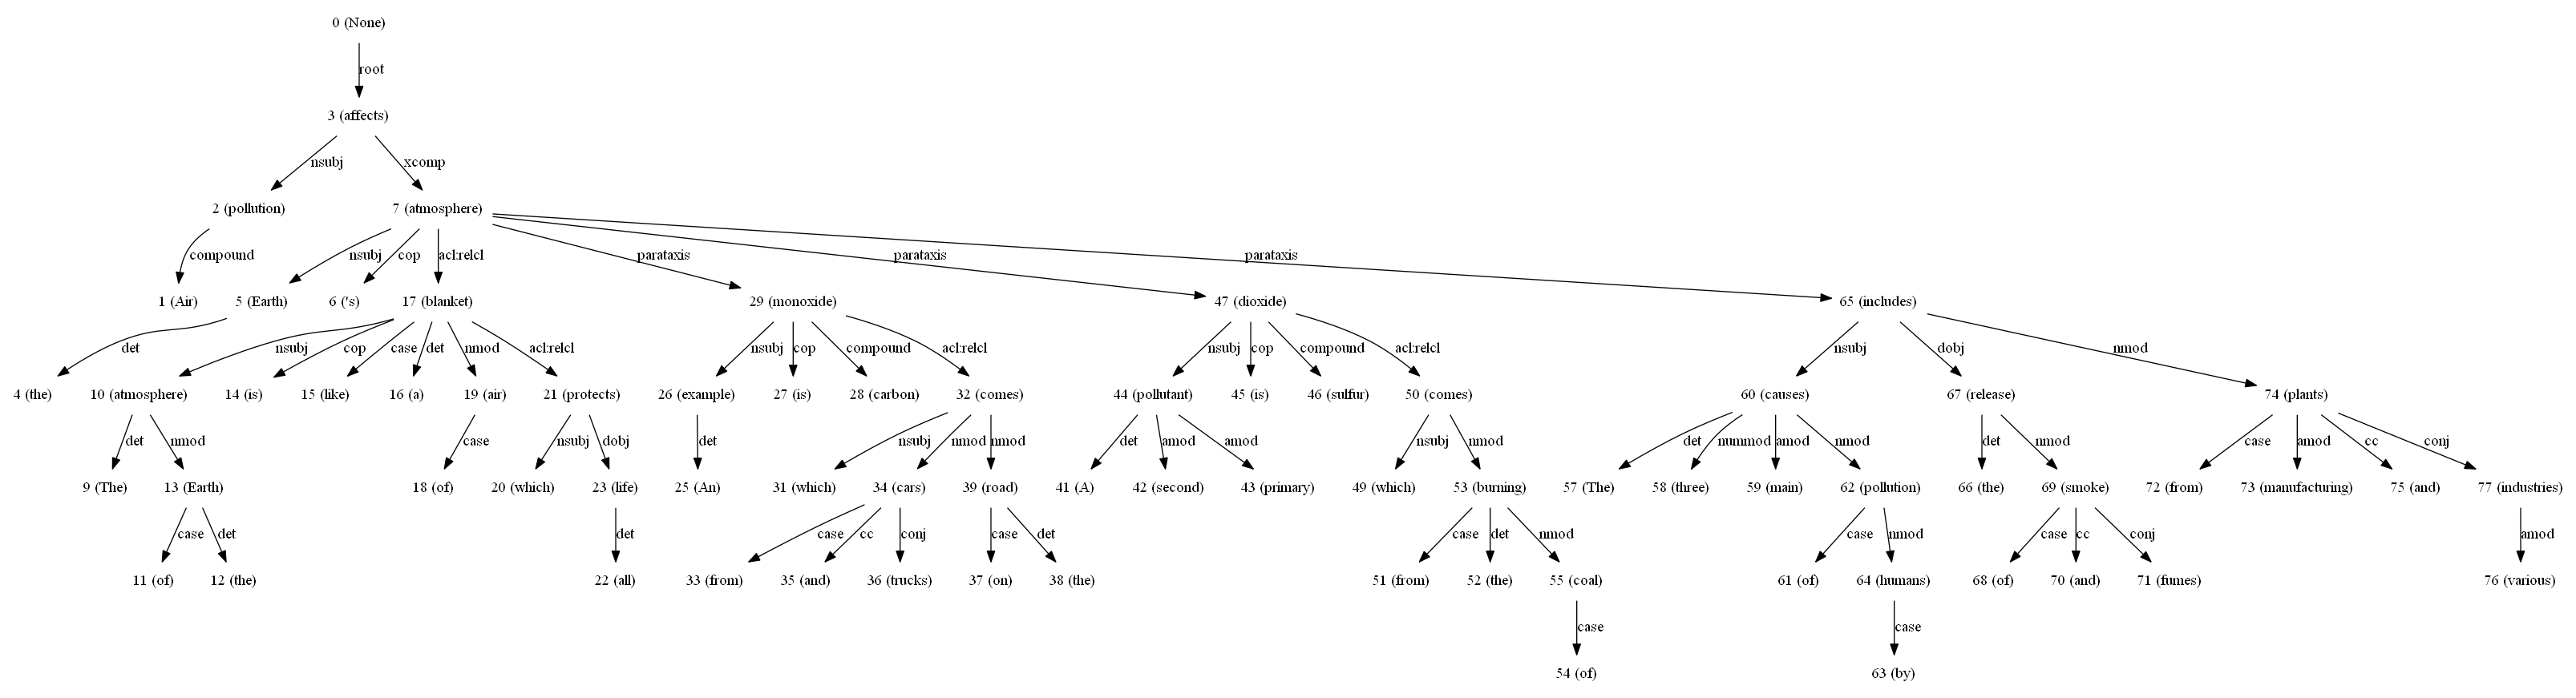 0 (None)
root
3 (affects)
nsubj xcomp
2 (pollution) 7 (atmosphere)
compound nsubj cop acl:relcl parataxis parataxis parataxis
1 (Air) 5 (Earth) 6 ('s) 17 (blanket) 29 (monoxide) 47 (dioxide) 65 (includes)
det nsubj cop case det nmod acl:relcl nsubj cop compound acl:relcl nsubj cop compound acl:relcl nsubj dobj nmod
4 (the) 10 (atmosphere) 14 (is) 15 (like) 16 (a) 19 (air) 21 (protects) 26 (example) 27 (is) 28 (carbon) 32 (comes) 44 (pollutant) 45 (is) 46 (sulfur) 50 (comes) 60 (causes) 67 (release) 74 (plants)
det nmod case nsubj dobj det nsubj nmod nmod det amod amod nsubj nmod det nummod amod nmod det nmod case amod cc conj
9 (The) 13 (Earth) 18 (of) 20 (which) 23 (life) 25 (An) 31 (which) 34 (cars) 39 (road) 41 (A) 42 (second) 43 (primary) 49 (which) 53 (burning) 57 (The) 58 (three) 59 (main) 62 (pollution) 66 (the) 69 (smoke) 72 (from) 73 (manufacturing) 75 (and) 77 (industries)
case det det case cc conj case det case det nmod case nmod case cc conj amod
11 (of) 12 (the) 22 (all) 33 (from) 35 (and) 36 (trucks) 37 (on) 38 (the) 51 (from) 52 (the) 55 (coal) 61 (of) 64 (humans) 68 (of) 70 (and) 71 (fumes) 76 (various)
case case
54 (of) 63 (by)